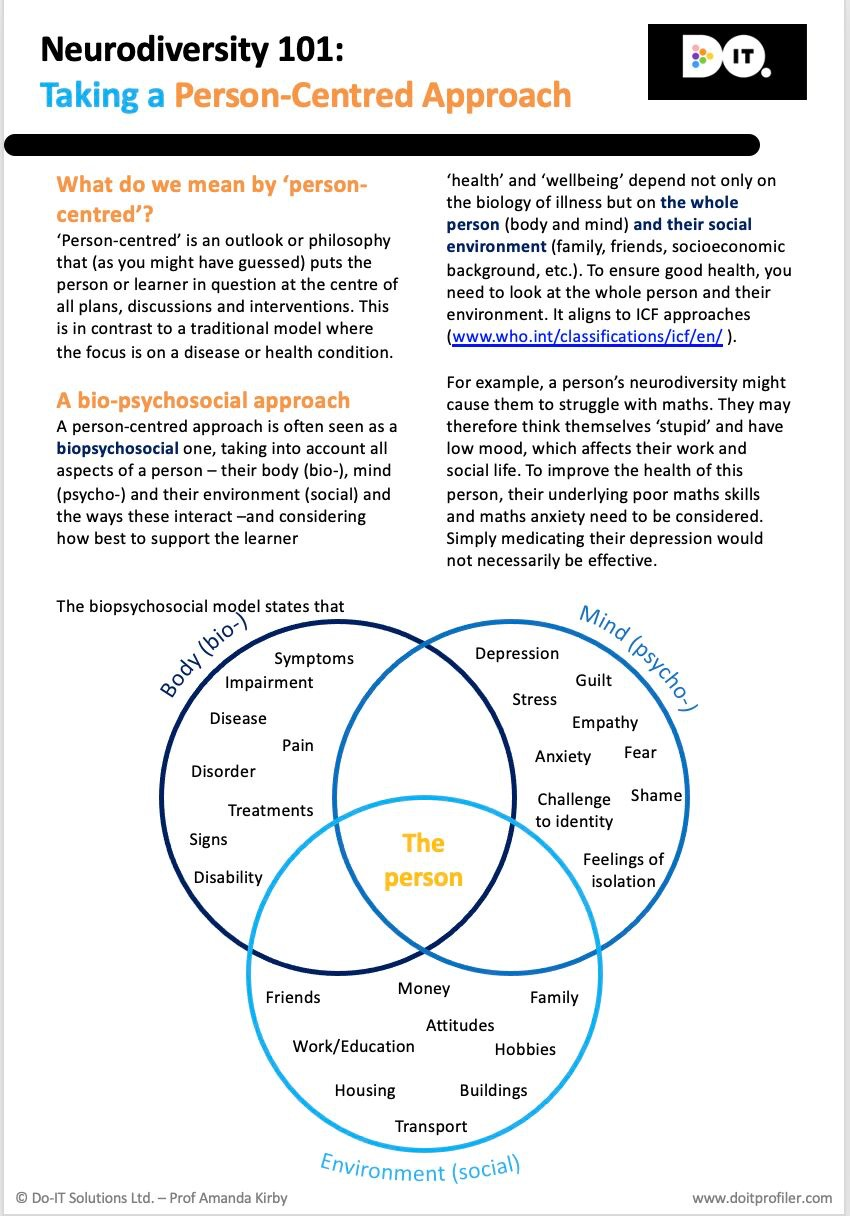 Neurodiversity 101:
Taking a Person-Centred Approach
DO IT.
What do we mean by ‘person-
centred’?
‘Person-centred’ is an outlook or philosophy
that (as you might have guessed) puts the
person or learner in question at the centre of
all plans, discussions and interventions. This
is in contrast to a traditional model where
the focus is on a disease or health condition.
A bio-psychosocial approach
A person-centred approach is often seen as a
biopsychosocial one, taking into account all
aspects of a person – their body (bio-), mind
(psycho-) and their environment (social) and
the ways these interact –and considering
how best to support the learner
The biopsychosocial model states that
‘health’ and ‘wellbeing’ depend not only on
the biology of illness but on the whole
person (body and mind) and their social
environment (family, friends, socioeconomic
background, etc.). To ensure good health, you
need to look at the whole person and their
environment. It aligns to ICF approaches
(www.who.int/classifications/icf/en/ ).
For example, a person’s neurodiversity might
cause them to struggle with maths. They may
therefore think themselves ‘stupid’ and have
low mood, which affects their work and
social life. To improve the health of this
person, their underlying poor maths skills
and maths anxiety need to be considered.
Simply medicating their depression would
not necessarily be effective.
Body (bio-)
Symptoms
Impairment
Disease
Pain
Disorder
Treatments
Signs
Disability
Mind (psycho-)
Depression
Guilt
Stress
Empathy
Anxiety
Fear
Challenge
to identity
Shame
Feelings of
isolation
The
person
Friends
Money
Family
Attitudes
Work/Education
Hobbies
Housing
Buildings
Transport
Environment (social)
© Do-IT Solutions Ltd. – Prof Amanda Kirby
www.doitprofiler.com